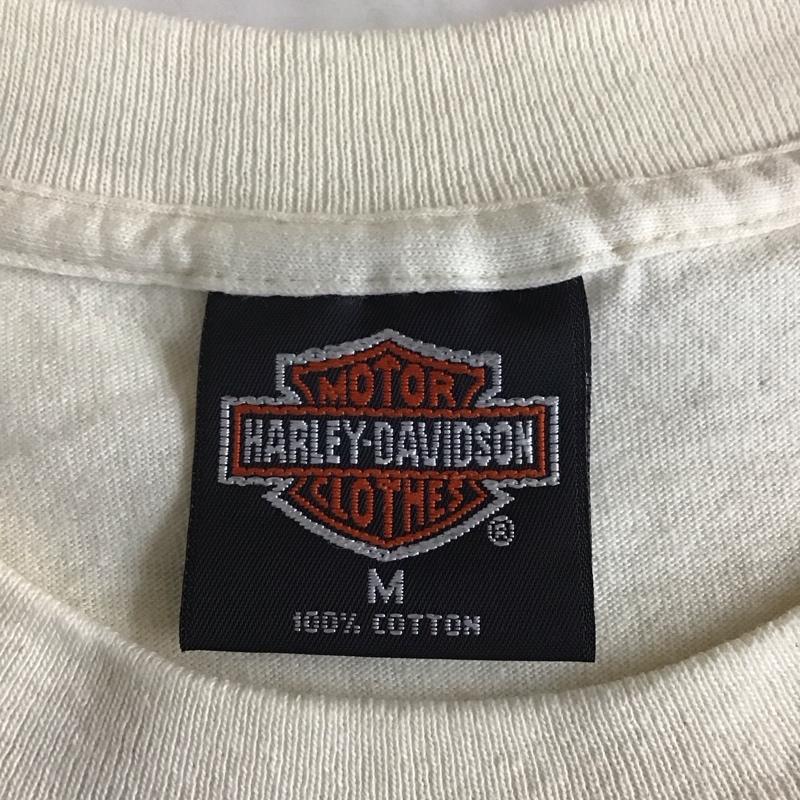 MOTOR
HARLEY-DAVIDSON
CLOTHES
®
M
100% COTTON